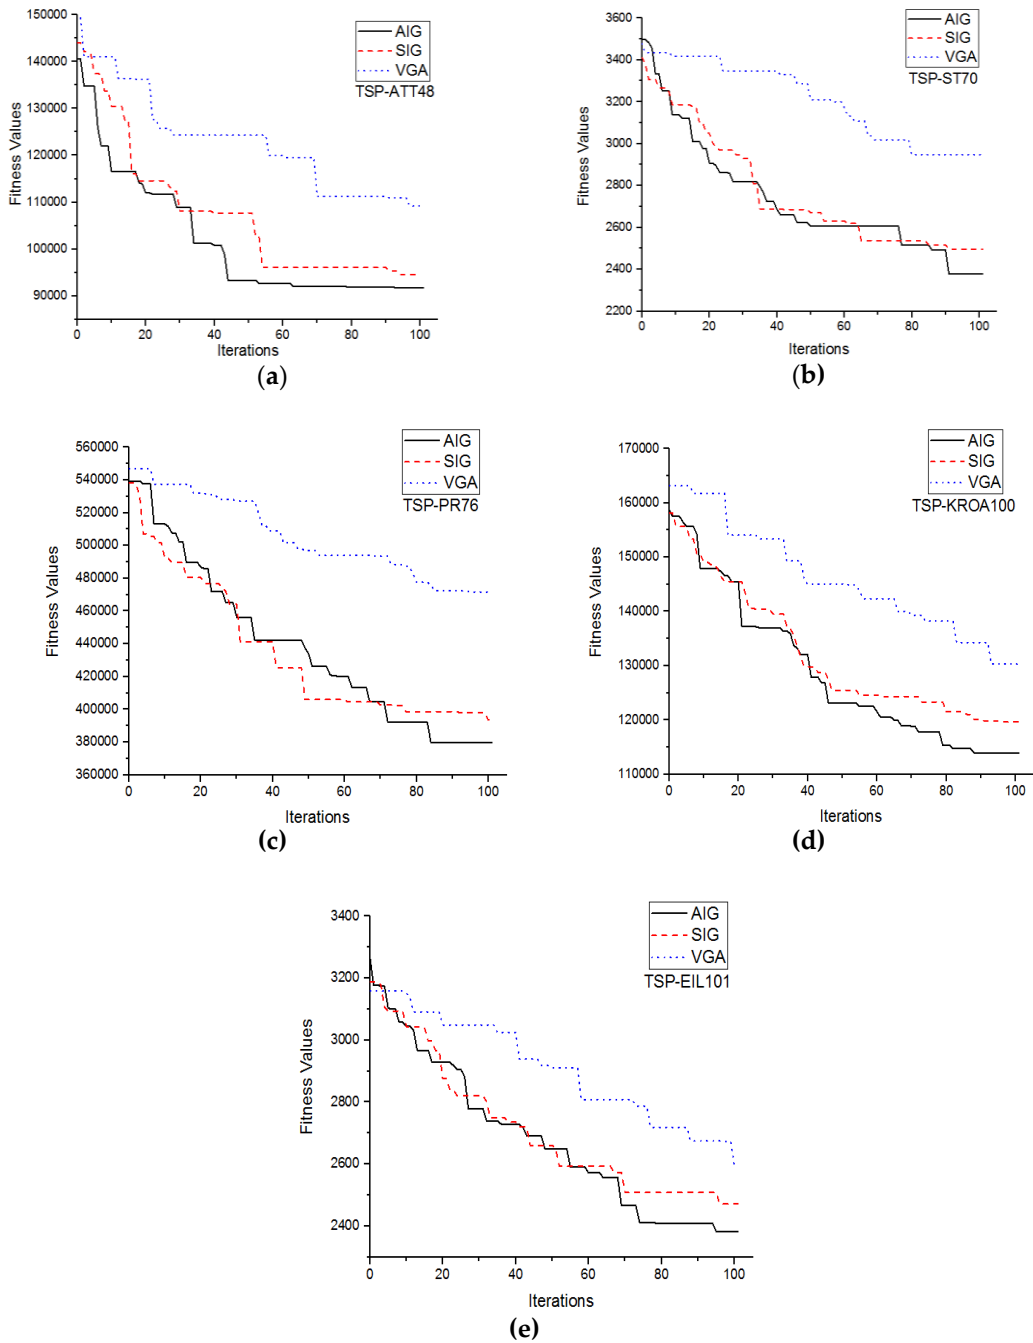 150000
140000
130000
120000
110000
100000
90000
Fitness Values
0 20 40 60 80 100
Iterations
AIG
SIG
VGA
TSP-ATT48
(a)
3600
3400
3200
3000
2800
2600
2400
2200
Fitness Values
0 20 40 60 80 100
Iterations
AIG
SIG
VGA
TSP-ST70
(b)
560000
540000
520000
500000
480000
460000
440000
420000
400000
380000
360000
Fitness Values
0 20 40 60 80 100
Iterations
AIG
SIG
VGA
TSP-PR76
(c)
170000
160000
150000
140000
130000
120000
110000
Fitness Values
0 20 40 60 80 100
Iterations
AIG
SIG
VGA
TSP-KROA100
(d)
3400
3200
3000
2800
2600
2400
Fitness Values
0 20 40 60 80 100
Iterations
AIG
SIG
VGA
TSP-EIL101
(e)